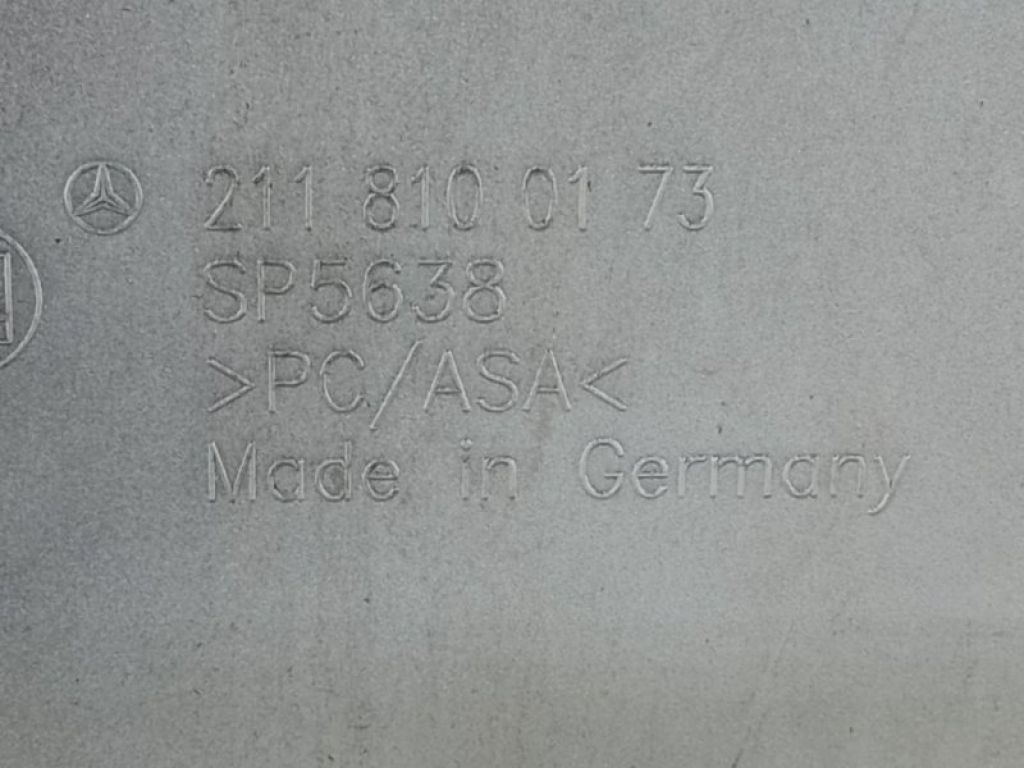 211 810 01 73
SP5638
>PC/ASA<
Made in Germany